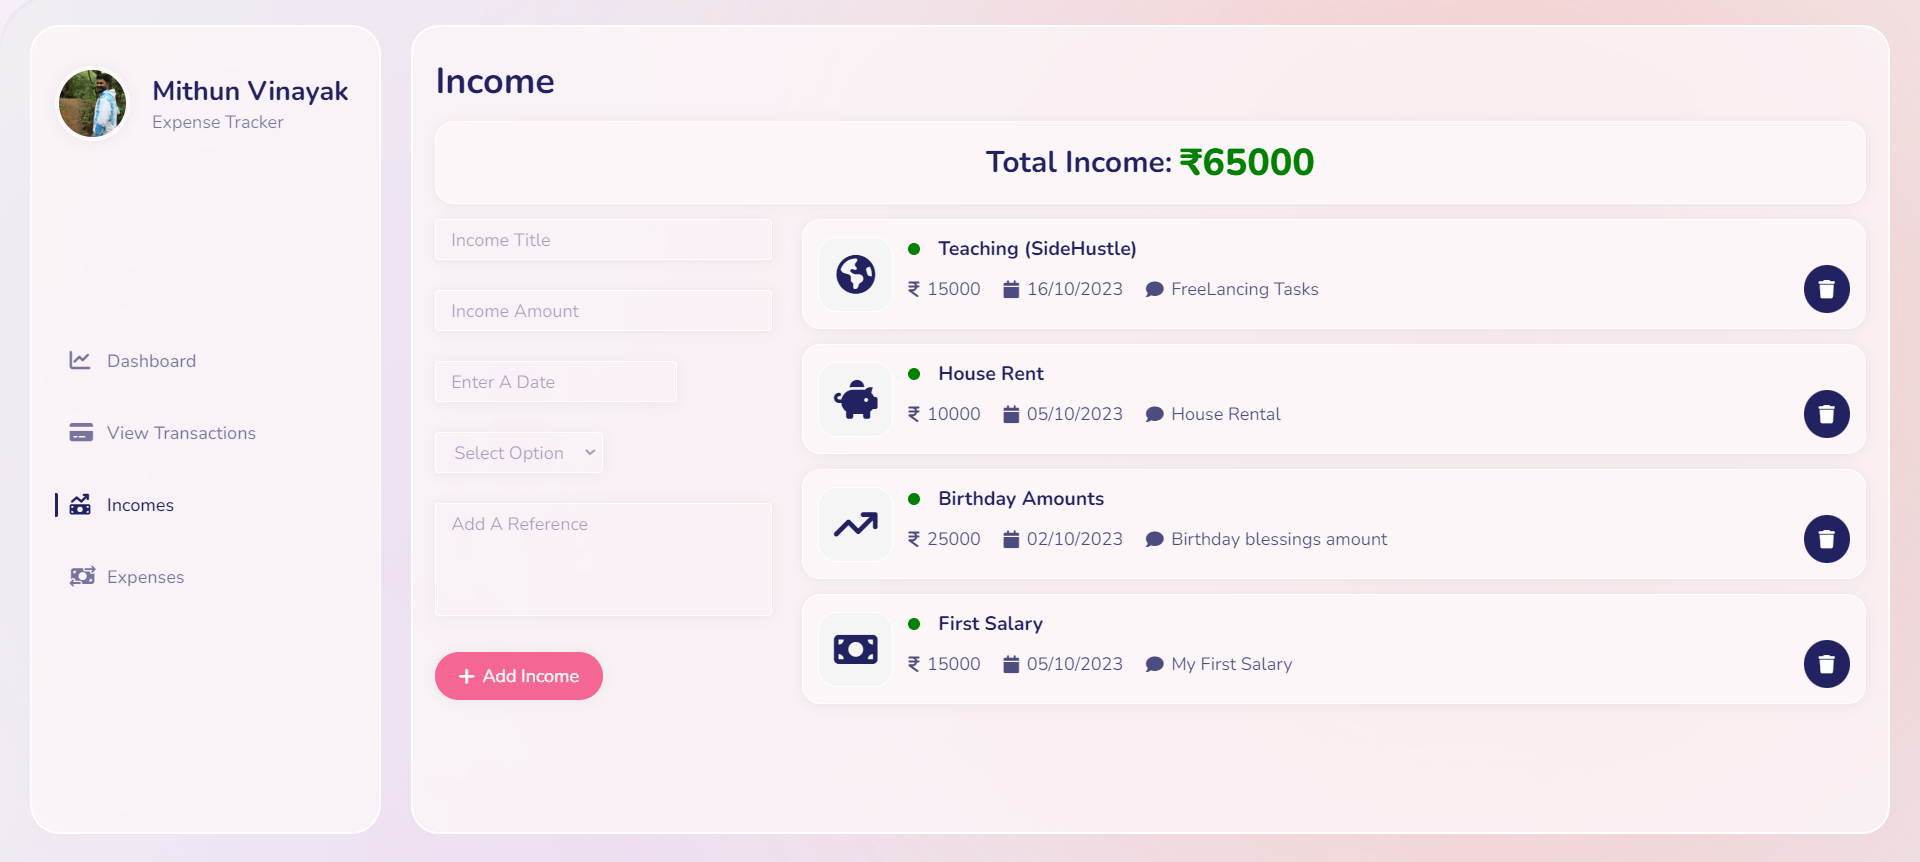 Mithun Vinayak
Expense Tracker
Dashboard
View Transactions
Incomes
Expenses
Income
Total Income: ₹65000
Income Title
Income Amount
Enter A Date
Select Option
Add A Reference
Add Income
Teaching (SideHustle)
₹ 15000 16/10/2023 FreeLancing Tasks
House Rent
₹ 10000 05/10/2023 House Rental
Birthday Amounts
₹ 25000 02/10/2023 Birthday blessings amount
First Salary
₹ 15000 05/10/2023 My First Salary